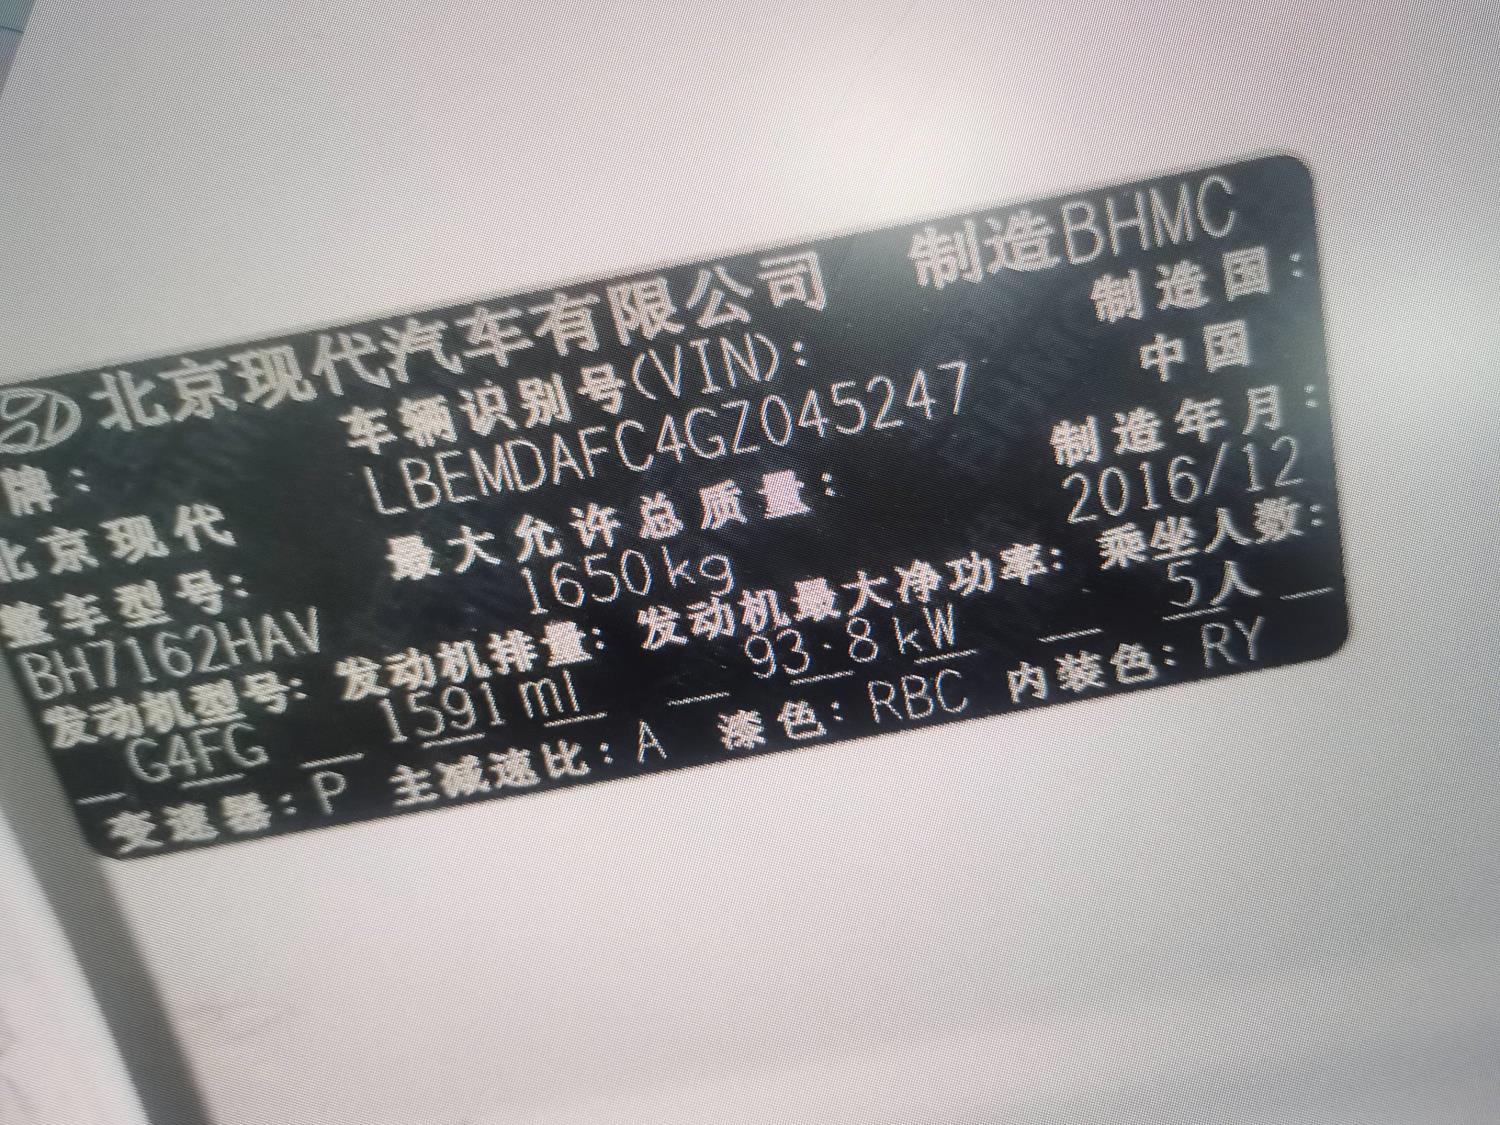 北京现代汽车有限公司 制造BHMC
牌: 车辆识别号(VIN): 制造国:
北京现代 LBEMDAFC4GZ045247 中国
整车型号: 最大允许总质量: 制造年月:
BH7162HAV 1650kg 2016/12
发动机型号: 发动机排量: 发动机最大净功率: 乘坐人数:
G4FG 1591ml 93.8kW 5人
变速器:P 主减速比:A 漆色:RBC 内装色:RY